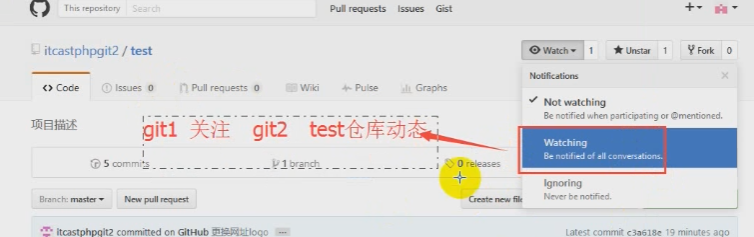 This repository Search Pull requests Issues Gist
itcastphpgit2 / test
Watch 1 Unstar 1 Fork 0
Code Issues 0 Pull requests 0 Wiki Pulse Graphs
Notifications
Not watching
Be notified when participating or @mentioned.
Watching
Be notified of all conversations.
Ignoring
Never be notified.
项目描述
git1 关注 git2 test仓库动态
5 commits 1 branch 0 releases
Branch: master New pull request Create new file
itcastphpgit2 committed on GitHub 更换网址logo ... Latest commit c3a618e 19 minutes ago